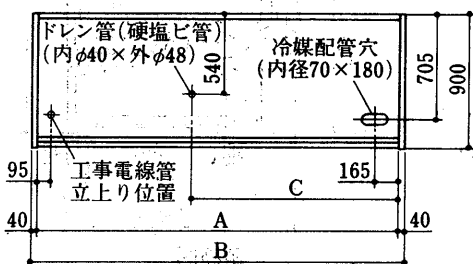 ドレン管(硬塩ビ管)
(内φ40×外φ48)
540
冷媒配管穴
(内径70×180)
705
900
95
工事電線管
立上り位置
165
C
40
A
40
B